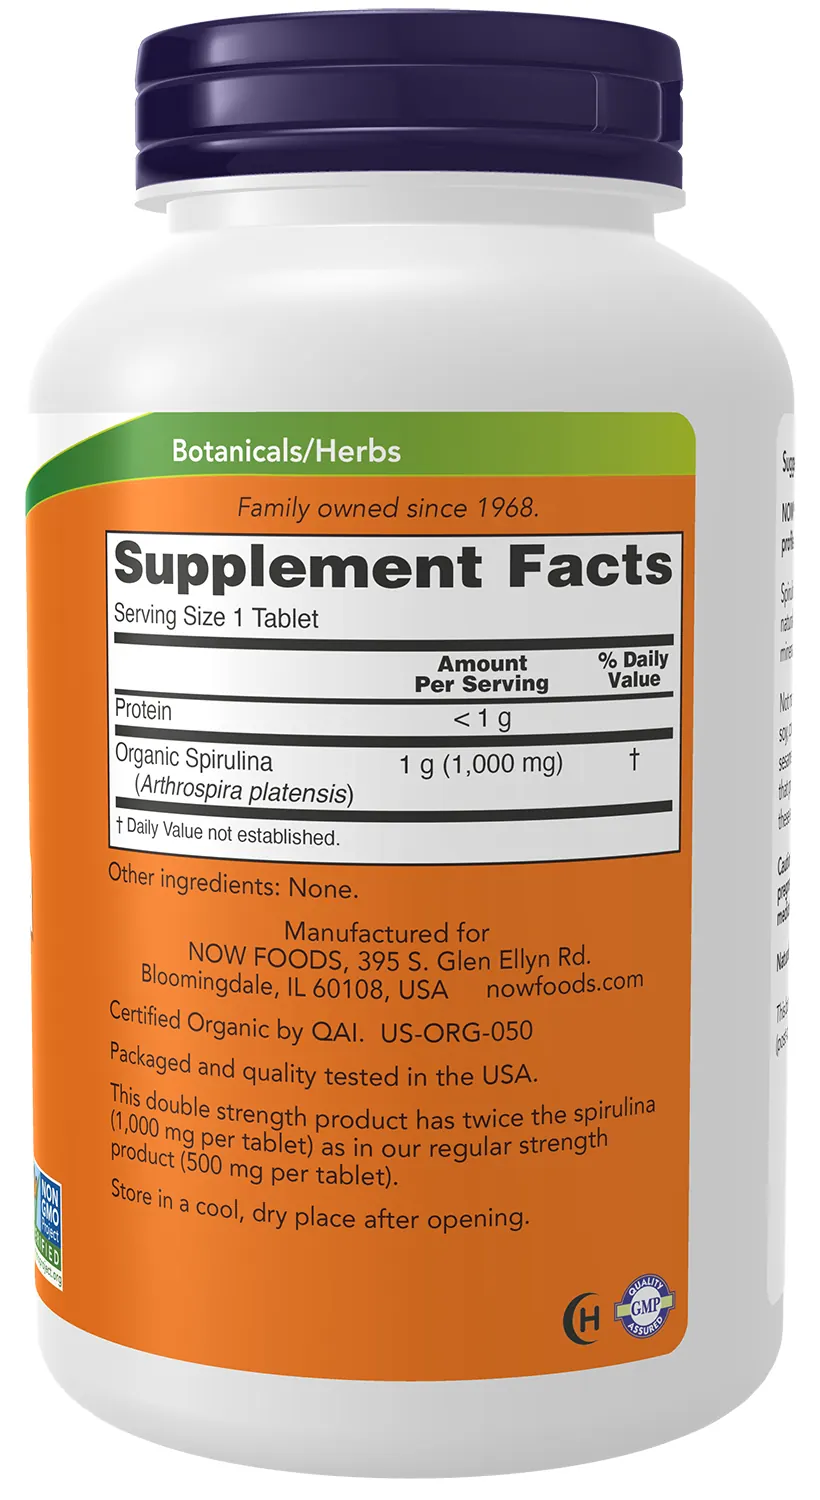 Botanicals/Herbs
Family owned since 1968.
Supplement Facts
Serving Size 1 Tablet
Amount Per Serving
% Daily Value
Protein < 1 g
Organic Spirulina 1 g (1,000 mg) †
(Arthrospira platensis)
† Daily Value not established.
Other ingredients: None.
Manufactured for
NOW FOODS, 395 S. Glen Ellyn Rd.
Bloomingdale, IL 60108, USA nowfoods.com
Certified Organic by QAI. US-ORG-050
Packaged and quality tested in the USA.
This double strength product has twice the spirulina
(1,000 mg per tablet) as in our regular strength
product (500 mg per tablet).
Store in a cool, dry place after opening.
NON
GMO
Project
H
QUALITY
GMP
ASSURED